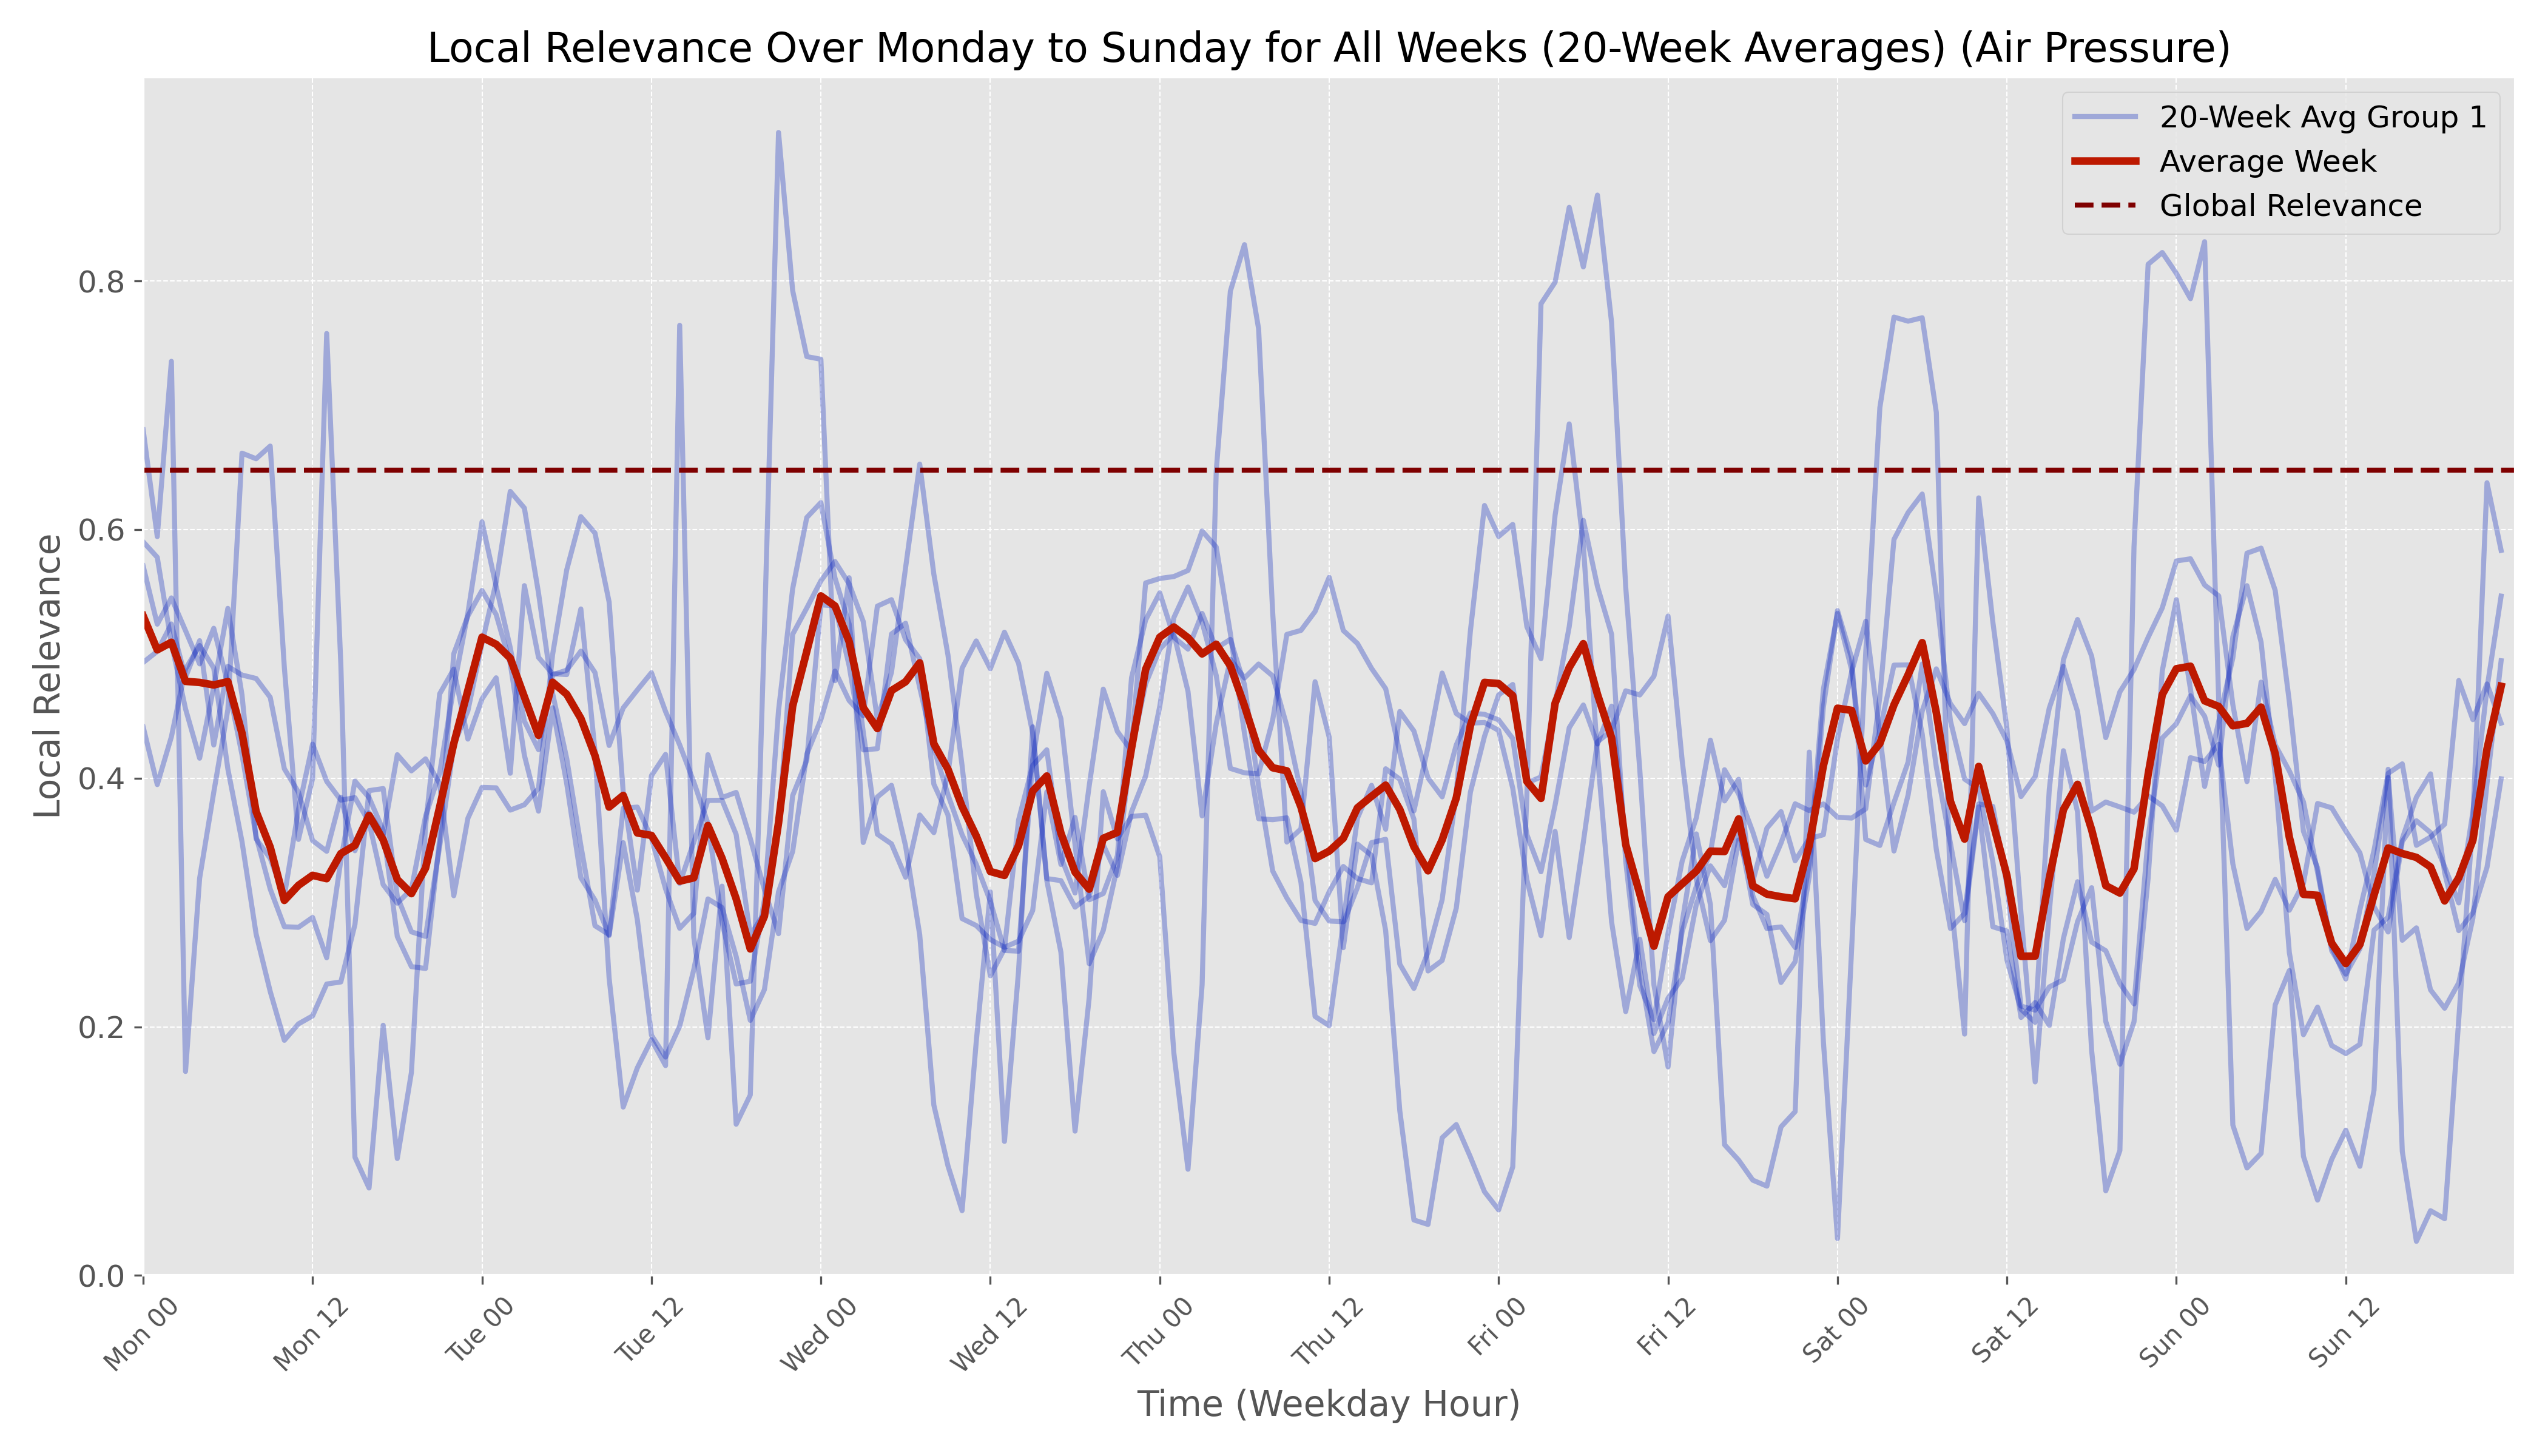 Local Relevance Over Monday to Sunday for All Weeks (20-Week Averages) (Air Pressure)
20-Week Avg Group 1
Average Week
Global Relevance
Local Relevance
0.8
0.6
0.4
0.2
0.0
Mon 00
Mon 12
Tue 00
Tue 12
Wed 00
Wed 12
Thu 00
Thu 12
Fri 00
Fri 12
Sat 00
Sat 12
Sun 00
Sun 12
Time (Weekday Hour)